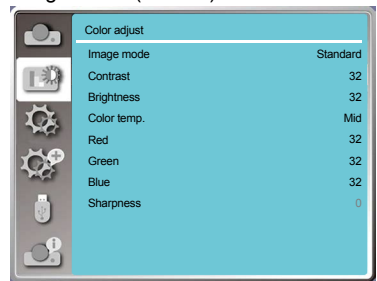 Color adjust
Image mode Standard
Contrast 32
Brightness 32
Color temp. Mid
Red 32
Green 32
Blue 32
Sharpness 0